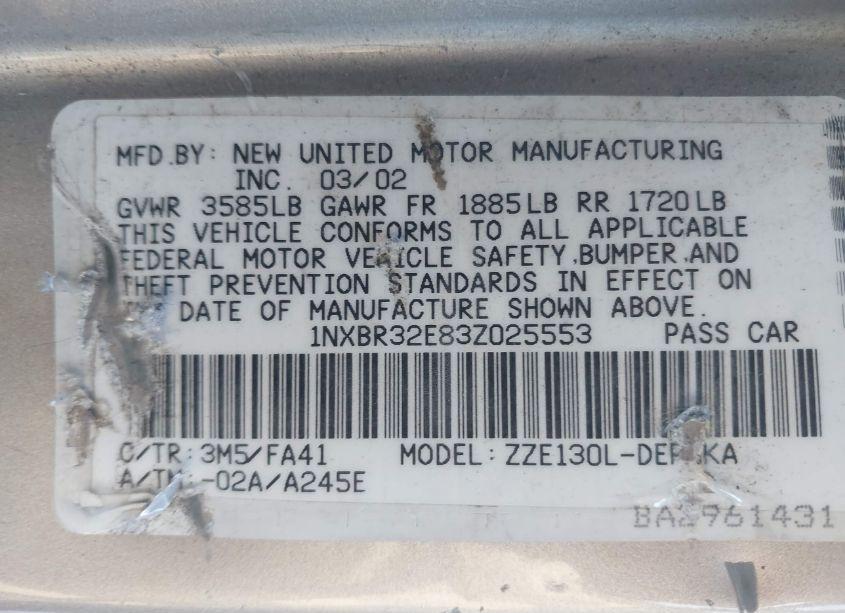 MFD.BY: NEW UNITED MOTOR MANUFACTURING
INC. 03/02
GVWR 3585LB GAWR FR 1885LB RR 1720LB
THIS VEHICLE CONFORMS TO ALL APPLICABLE
FEDERAL MOTOR VEHICLE SAFETY,BUMPER,AND
THEFT PREVENTION STANDARDS IN EFFECT ON
DATE OF MANUFACTURE SHOWN ABOVE.
1NXBR32E83Z025553 PASS CAR
C/TR:3M5/FA41 MODEL:
A/TM:-02A/A245E